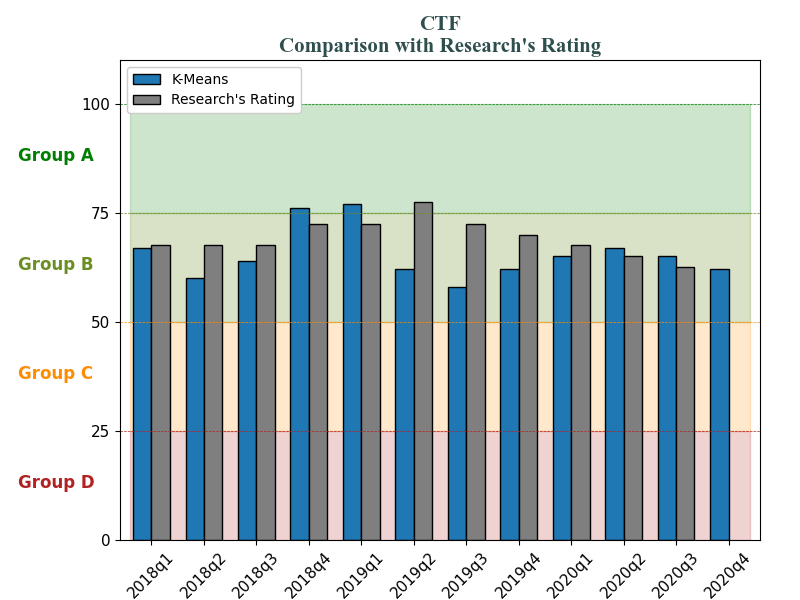 CTF
Comparison with Research's Rating
K-Means
Research's Rating
100
Group A
75
Group B
50
Group C
25
Group D
0
2018q1
2018q2
2018q3
2018q4
2019q1
2019q2
2019q3
2019q4
2020q1
2020q2
2020q3
2020q4